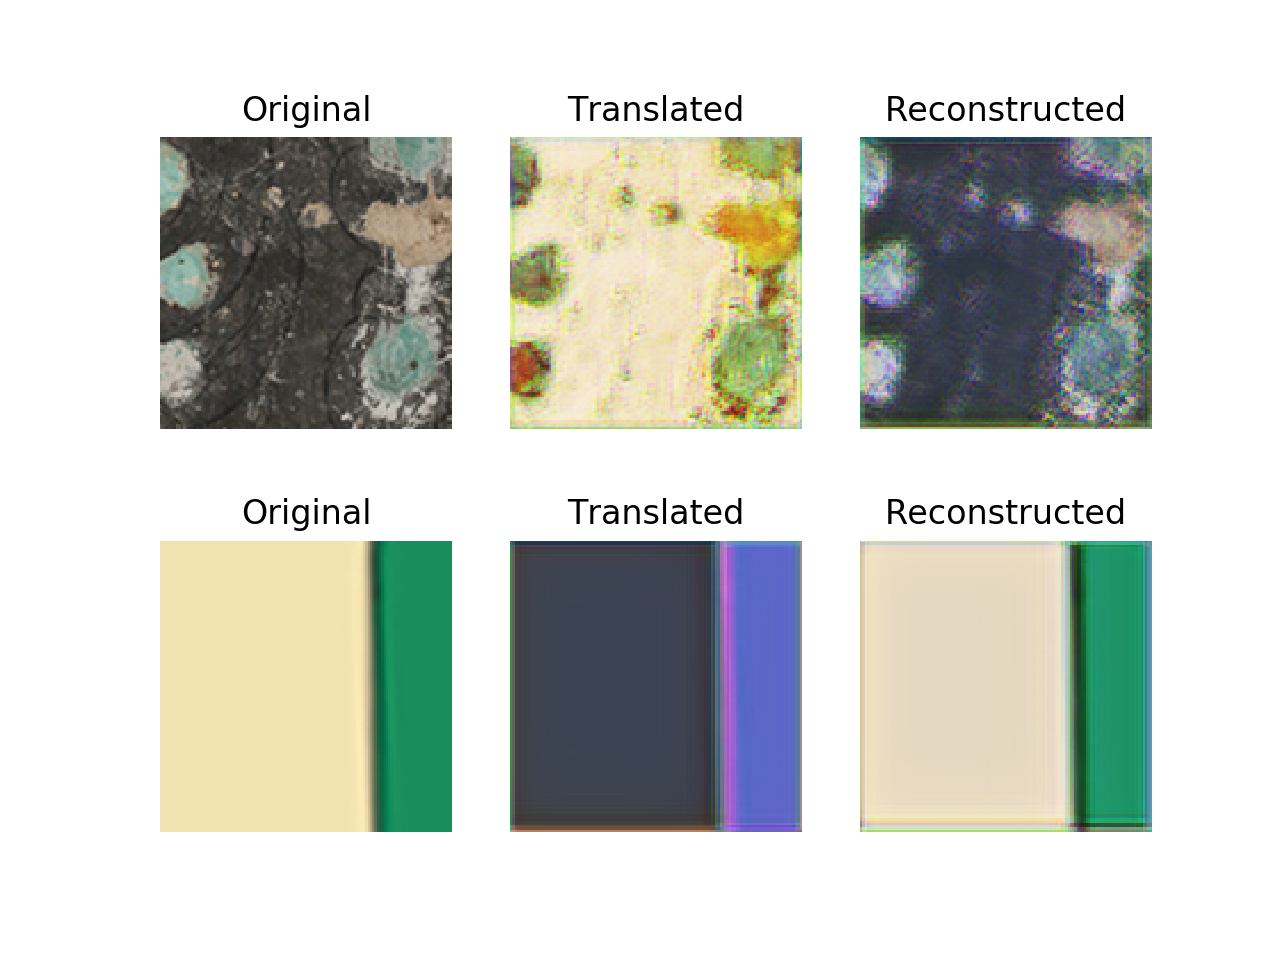 Original
Translated
Reconstructed
Original
Translated
Reconstructed